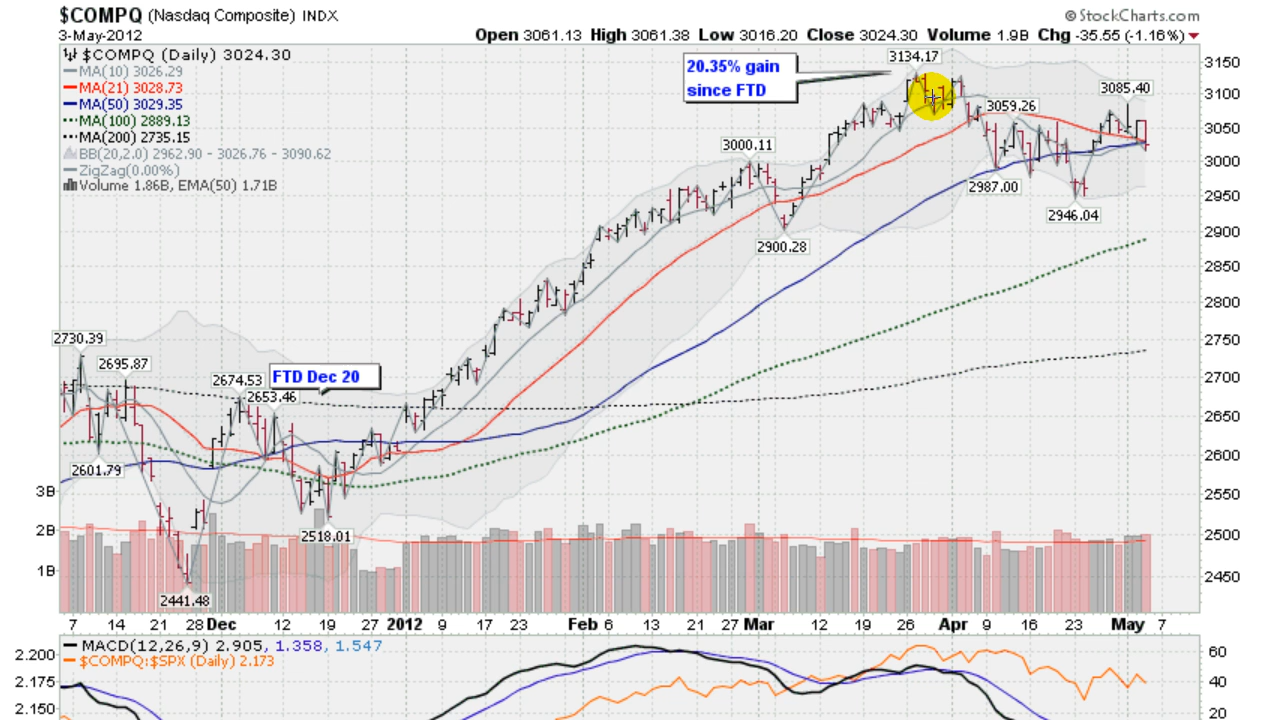 $COMPQ (Nasdaq Composite) INDX
© StockCharts.com
3-May-2012
Open 3061.13 High 3061.38 Low 3016.20 Close 3024.30 Volume 1.9B Chg -35.55 (-1.16%)
$COMPQ (Daily) 3024.30
MA(10) 3026.29
MA(21) 3028.73
MA(50) 3029.35
MA(100) 2889.13
MA(200) 2735.15
BB(20,2.0) 2962.90 - 3026.76 - 3090.62
ZigZag(0.00%)
Volume 1.86B, EMA(50) 1.71B
20.35% gain
since FTD
3134.17
3085.40
3059.26
3000.11
2987.00
2946.04
2900.28
2730.39
2695.87
2674.53
FTD Dec 20
2653.46
2601.79
2518.01
2441.48
3150
3100
3050
3000
2950
2900
2850
2800
2750
2700
2650
2600
2550
2500
2450
3B
2B
1B
7 14 21 28 Dec 12 19 27 2012 9 17 23 Feb 6 13 21 27 Mar 12 19 26 Apr 9 16 23 May 7
MACD(12,26,9) 2.905, 1.358, 1.547
$COMPQ:$SPX (Daily) 2.173
2.200
2.175
2.150
60
40
20